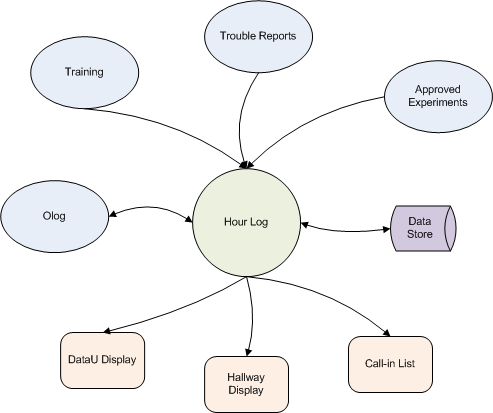 Trouble Reports
Training
Approved
Experiments
Olog
Hour Log
Data
Store
DataU Display
Hallway
Display
Call-in List